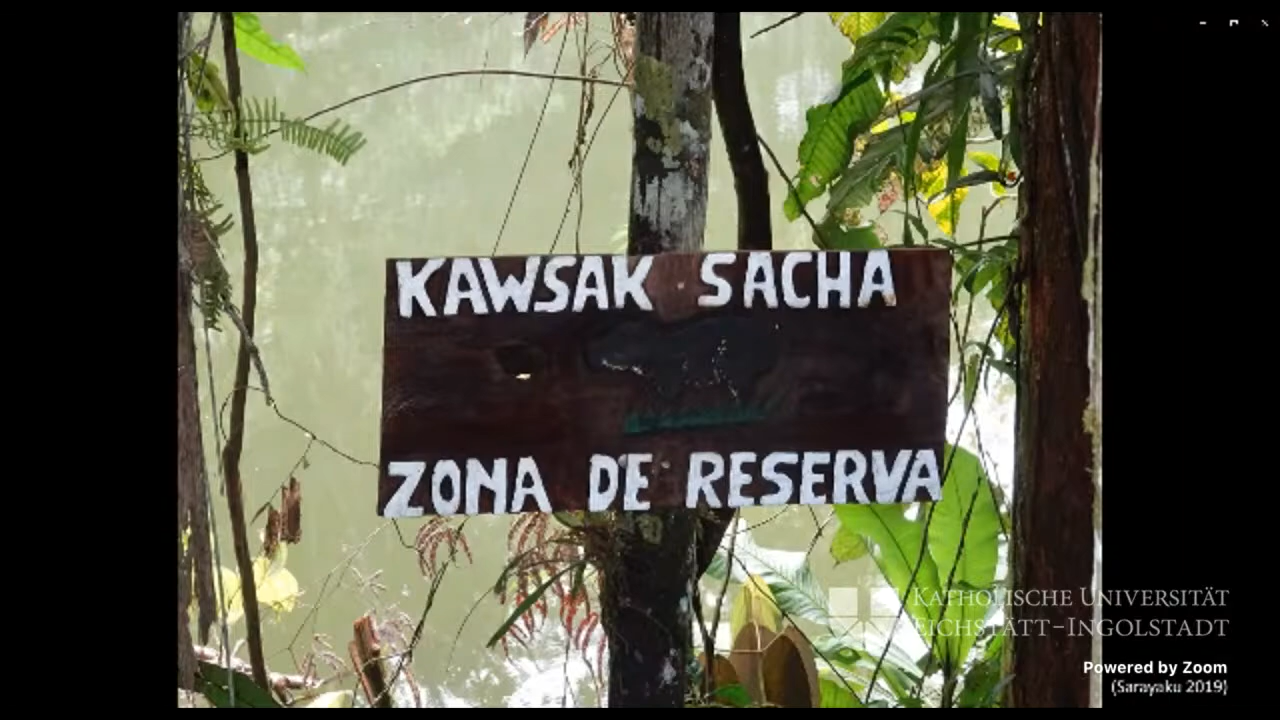 KAWSAK SACHA
ZONA DE RESERVA
KATHOLISCHE UNIVERSITÄT
EICHSTÄTT-INGOLSTADT
Powered by Zoom
(Sarayaku 2019)